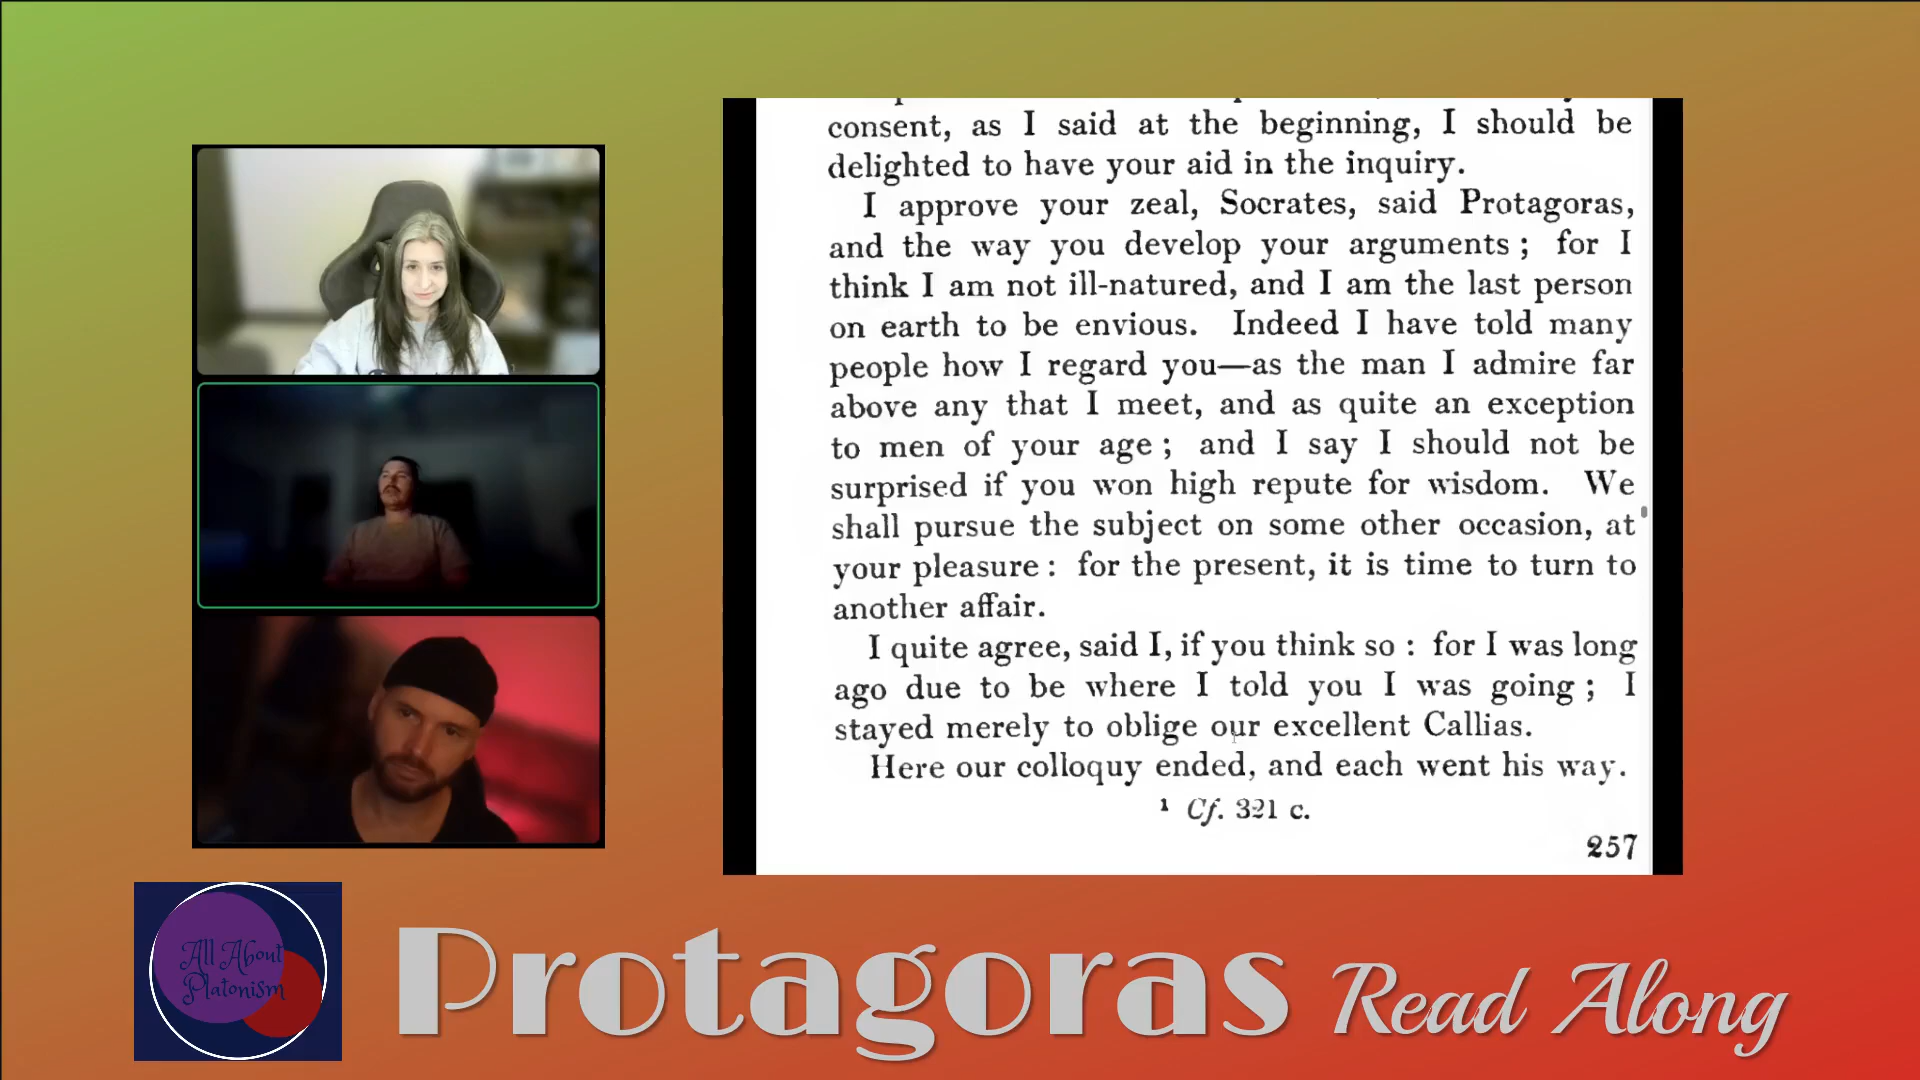 consent, as I said at the beginning, I should be
delighted to have your aid in the inquiry.
I approve your zeal, Socrates, said Protagoras,
and the way you develop your arguments ; for I
think I am not ill-natured, and I am the last person
on earth to be envious. Indeed I have told many
people how I regard you—as the man I admire far
above any that I meet, and as quite an exception
to men of your age ; and I say I should not be
surprised if you won high repute for wisdom. We
shall pursue the subject on some other occasion, at
your pleasure : for the present, it is time to turn to
another affair.
I quite agree, said I, if you think so : for I was long
ago due to be where I told you I was going ; I
stayed merely to oblige our excellent Callias.
Here our colloquy ended, and each went his way.
¹ Cf. 321 c.
257
All About
Platonism
Protagoras Read Along